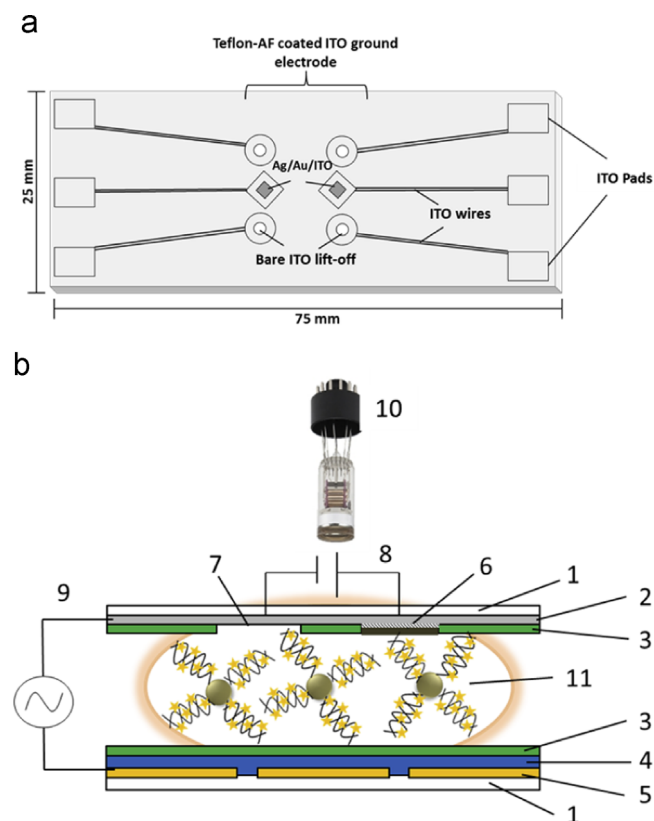 a
Teflon-AF coated ITO ground
electrode
25 mm
Ag/Au/ITO
ITO Pads
ITO wires
Bare ITO lift-off
75 mm
b
10
7
8
6
1
9
2
3
11
3
4
5
1